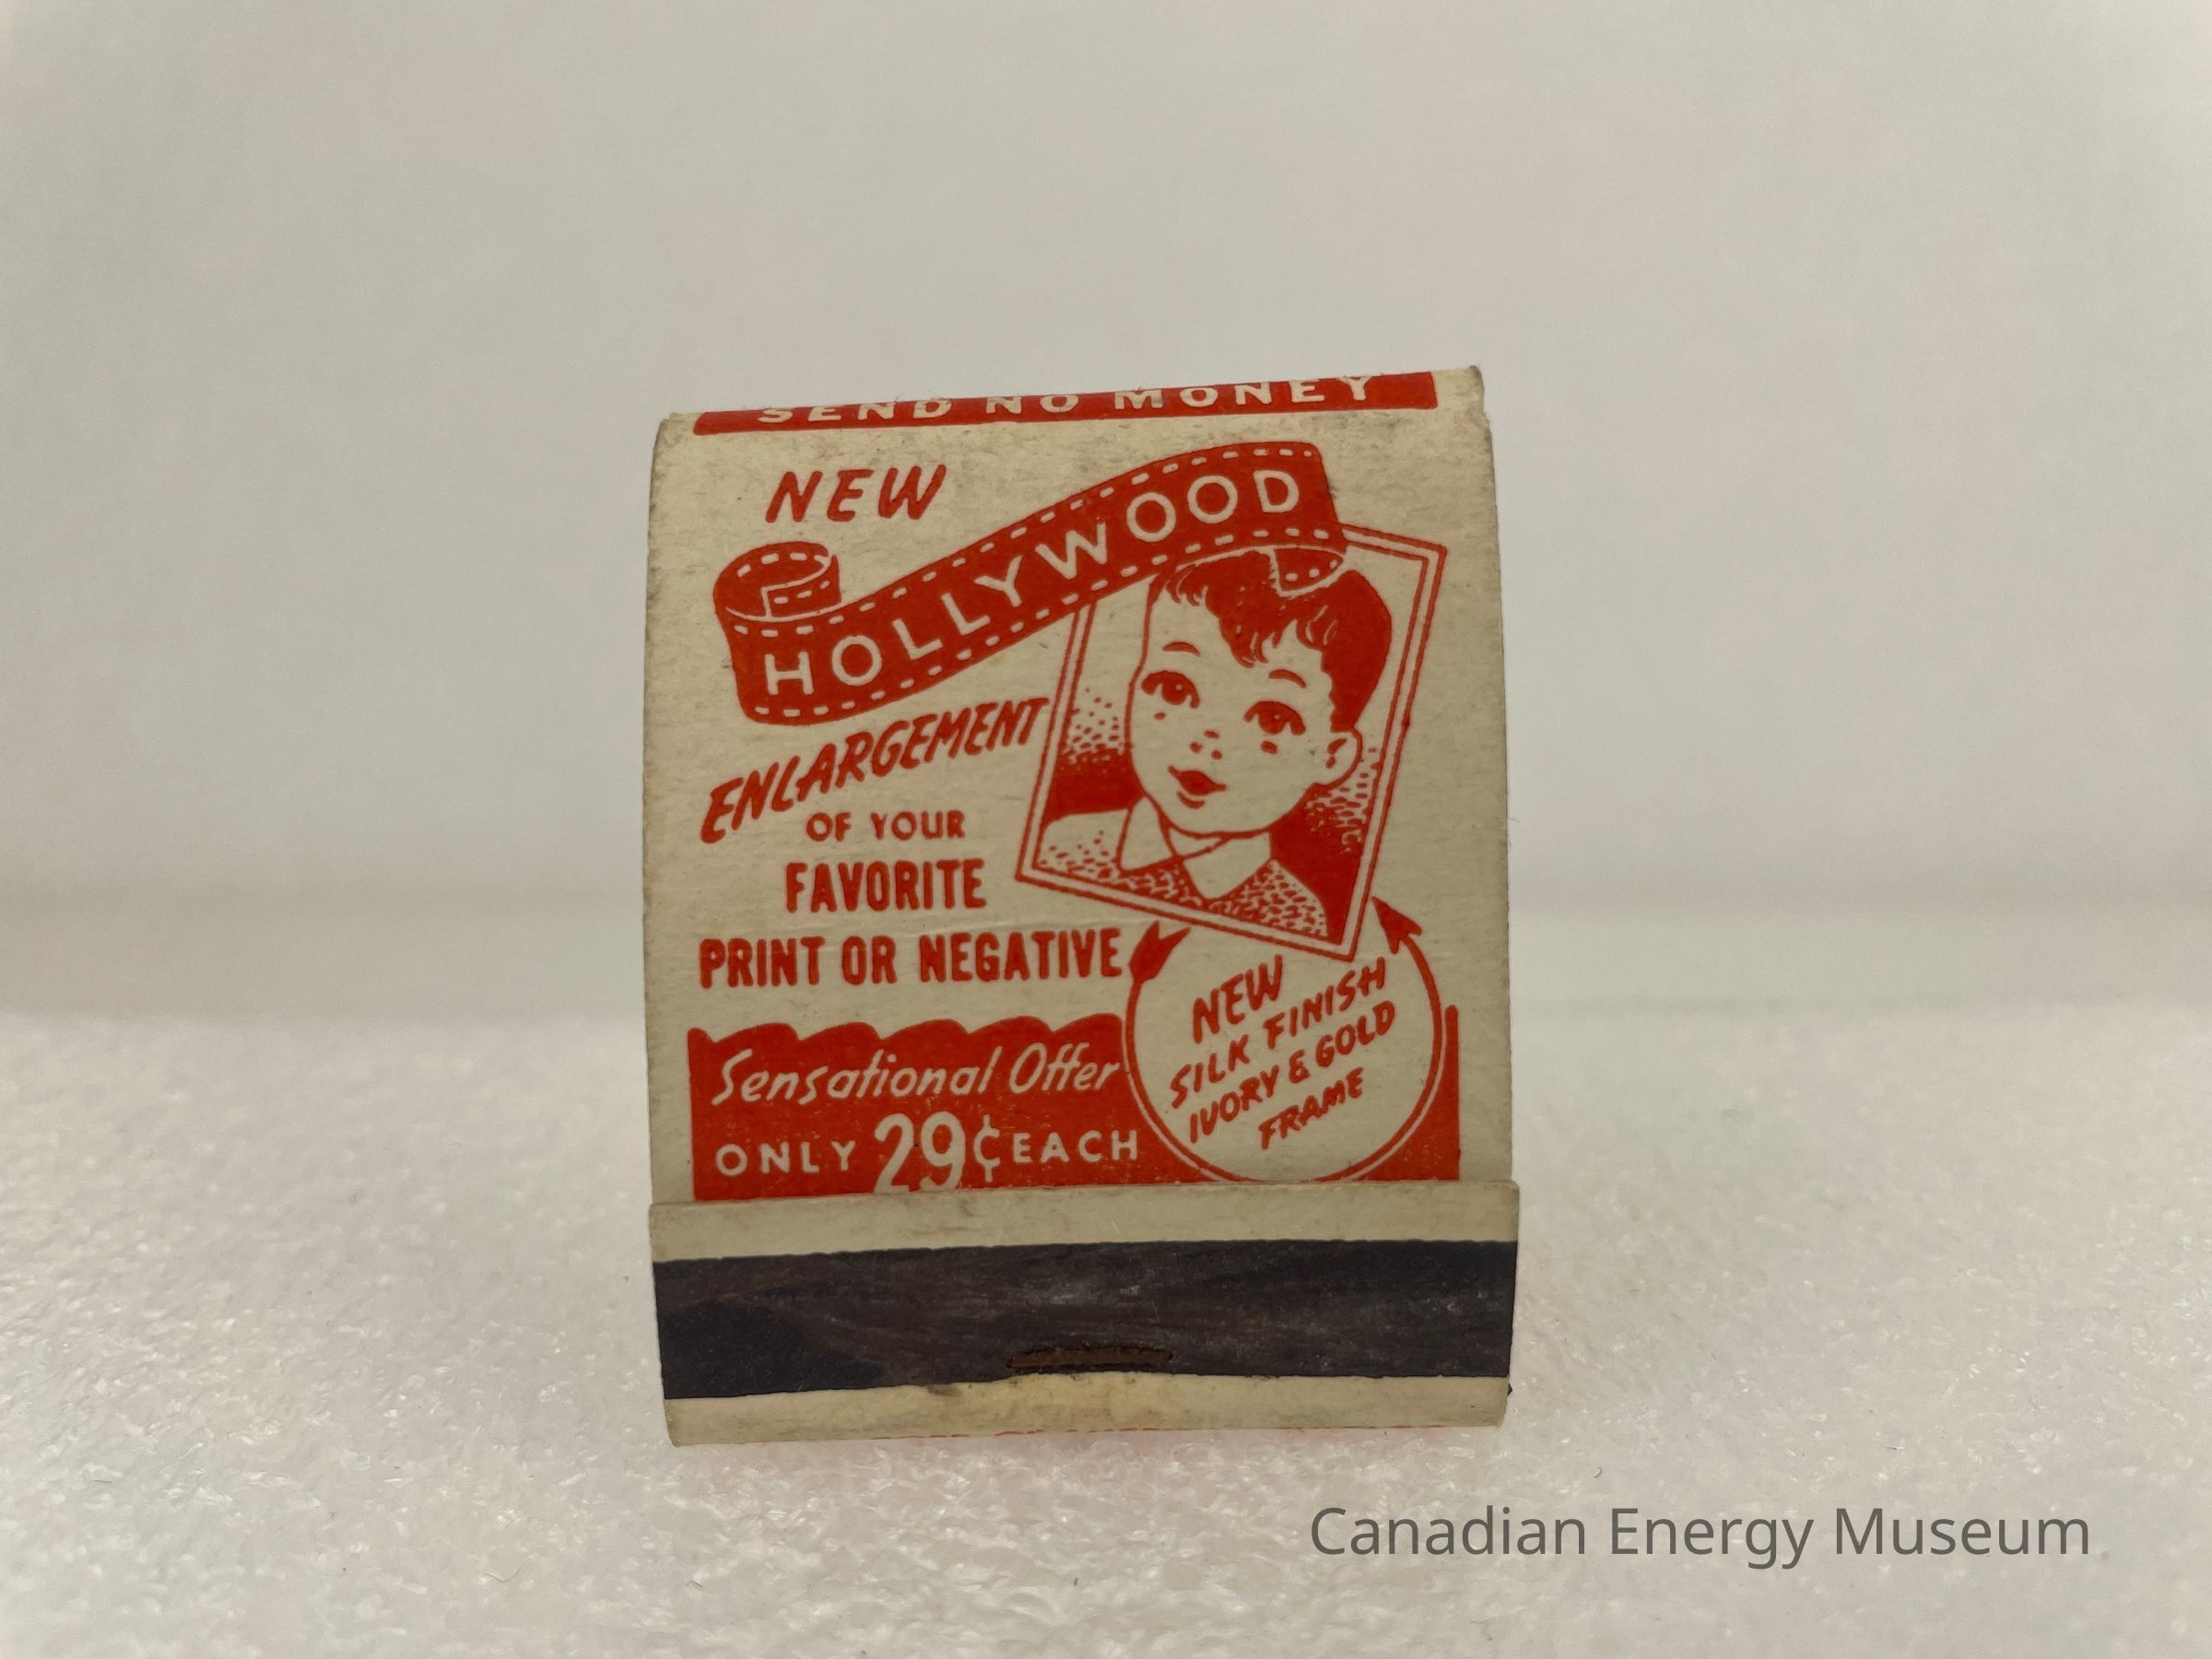 SEND NO MONEY
NEW
HOLLYWOOD
ENLARGEMENT
OF YOUR
FAVORITE
PRINT OR NEGATIVE
Sensational Offer
ONLY 29¢ EACH
NEW
SILK FINISH
IVORY & GOLD
FRAME
Canadian Energy Museum